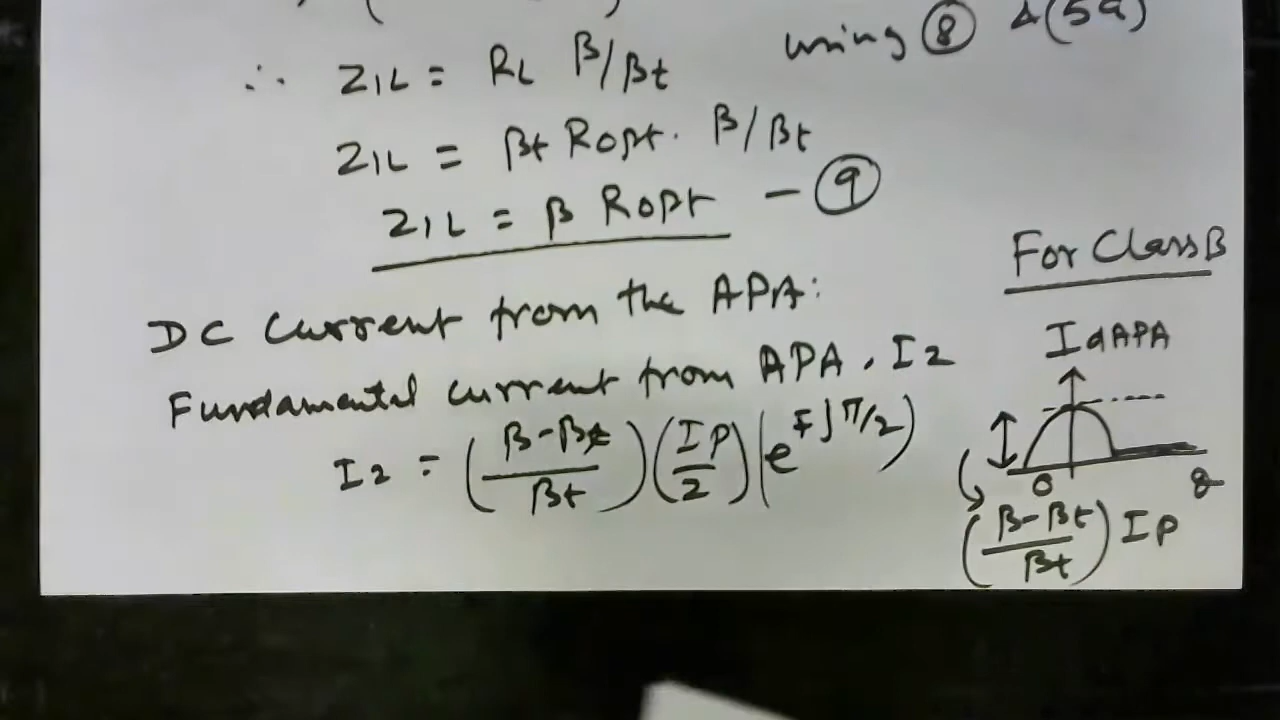 ∴ Z1L = RL β/βt using ⑧ & (5a)
Z1L = βt Ropt. β/βt
Z1L = β Ropt - ⑨
DC Current from the APA:
Fundamental current from APA, I2
I2 = ((β-βt)/βt) (IP/2) (e^∓jπ/2)
For Class B
IdAPA
0 θ
((β-βt)/βt) IP